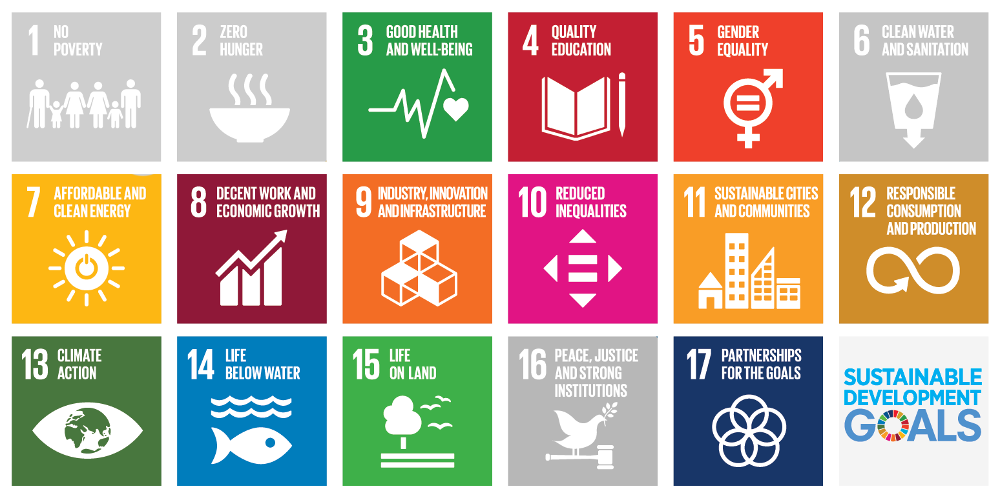 1 NO
POVERTY
2 ZERO
HUNGER
3 GOOD HEALTH
AND WELL-BEING
4 QUALITY
EDUCATION
5 GENDER
EQUALITY
6 CLEAN WATER
AND SANITATION
7 AFFORDABLE AND
CLEAN ENERGY
8 DECENT WORK AND
ECONOMIC GROWTH
9 INDUSTRY, INNOVATION
AND INFRASTRUCTURE
10 REDUCED
INEQUALITIES
11 SUSTAINABLE CITIES
AND COMMUNITIES
12 RESPONSIBLE
CONSUMPTION
AND PRODUCTION
13 CLIMATE
ACTION
14 LIFE
BELOW WATER
15 LIFE
ON LAND
16 PEACE, JUSTICE
AND STRONG
INSTITUTIONS
17 PARTNERSHIPS
FOR THE GOALS
SUSTAINABLE
DEVELOPMENT
GOALS